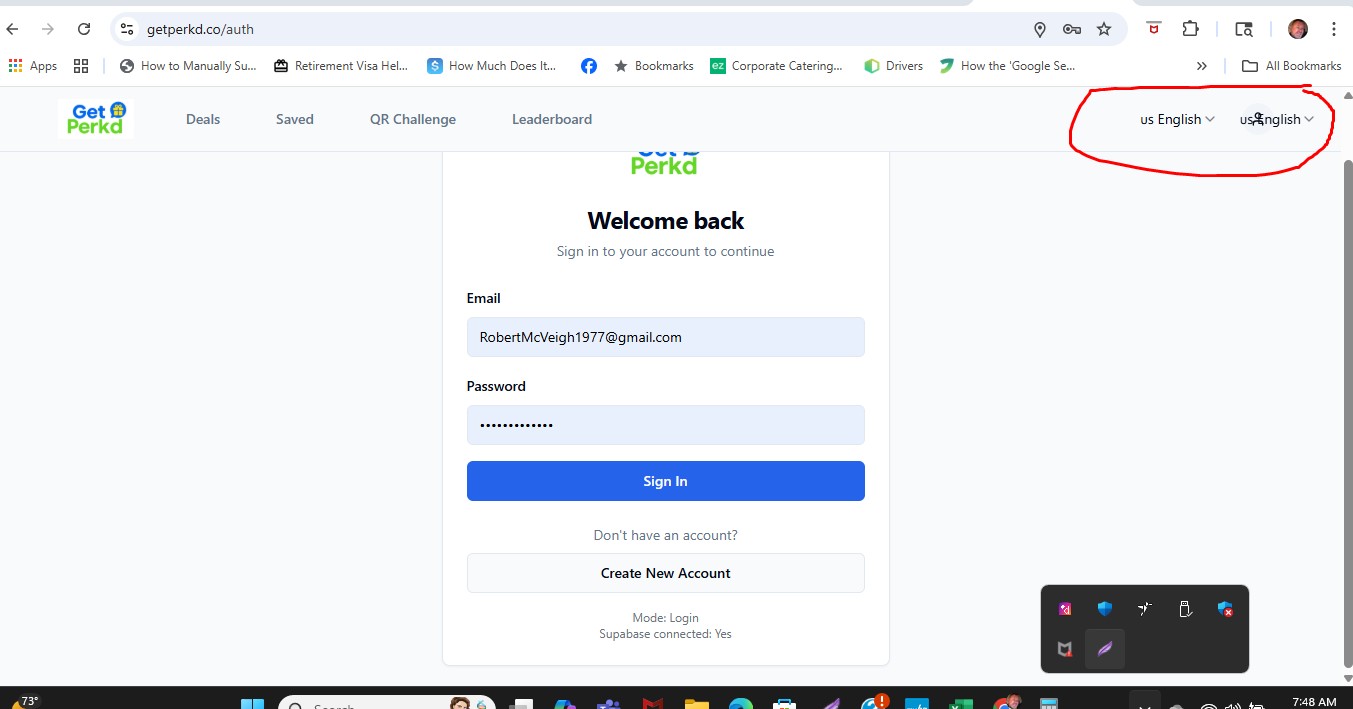 getperkd.co/auth
Apps
How to Manually Su...
Retirement Visa Hel...
How Much Does It...
Bookmarks
ez
Corporate Catering...
Drivers
How the 'Google Se...
»
All Bookmarks
Get
Perkd
Deals
Saved
QR Challenge
Leaderboard
us English
us English
Perkd
Welcome back
Sign in to your account to continue
Email
RobertMcVeigh1977@gmail.com
Password
•••••••••••••
Sign In
Don't have an account?
Create New Account
Mode: Login
Supabase connected: Yes
73°
Search
7:48 AM